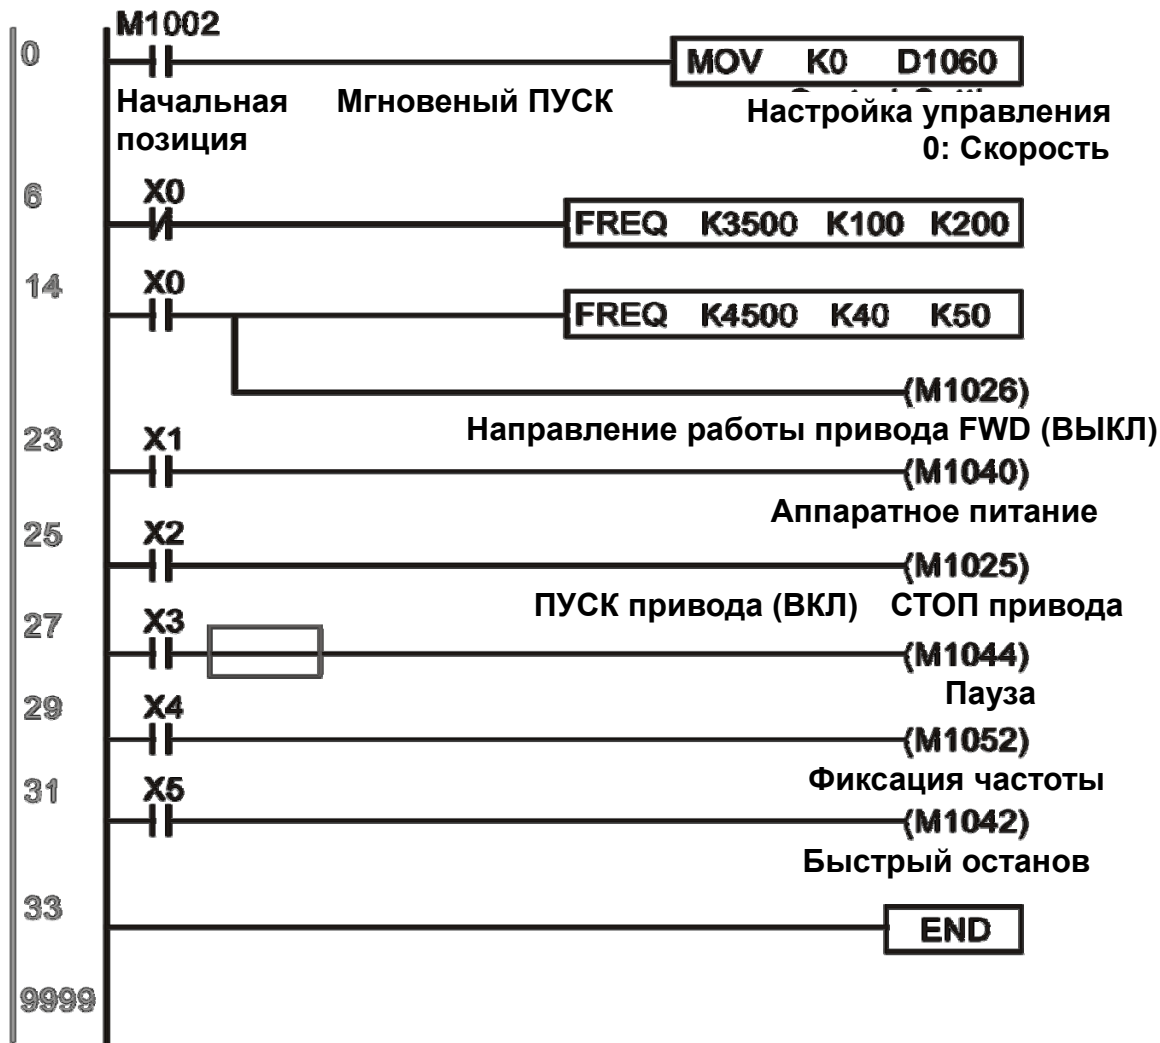 M1002
0 MOV K0 D1060
Начальная позиция Мгновеный ПУСК Настройка управления
0: Скорость
6 X0
FREQ K3500 K100 K200
14 X0
FREQ K4500 K40 K50
(M1026)
Направление работы привода FWD (ВЫКЛ)
23 X1
(M1040)
Аппаратное питание
25 X2
(M1025)
ПУСК привода (ВКЛ) СТОП привода
27 X3
(M1044)
Пауза
29 X4
(M1052)
Фиксация частоты
31 X5
(M1042)
Быстрый останов
33
END
9999